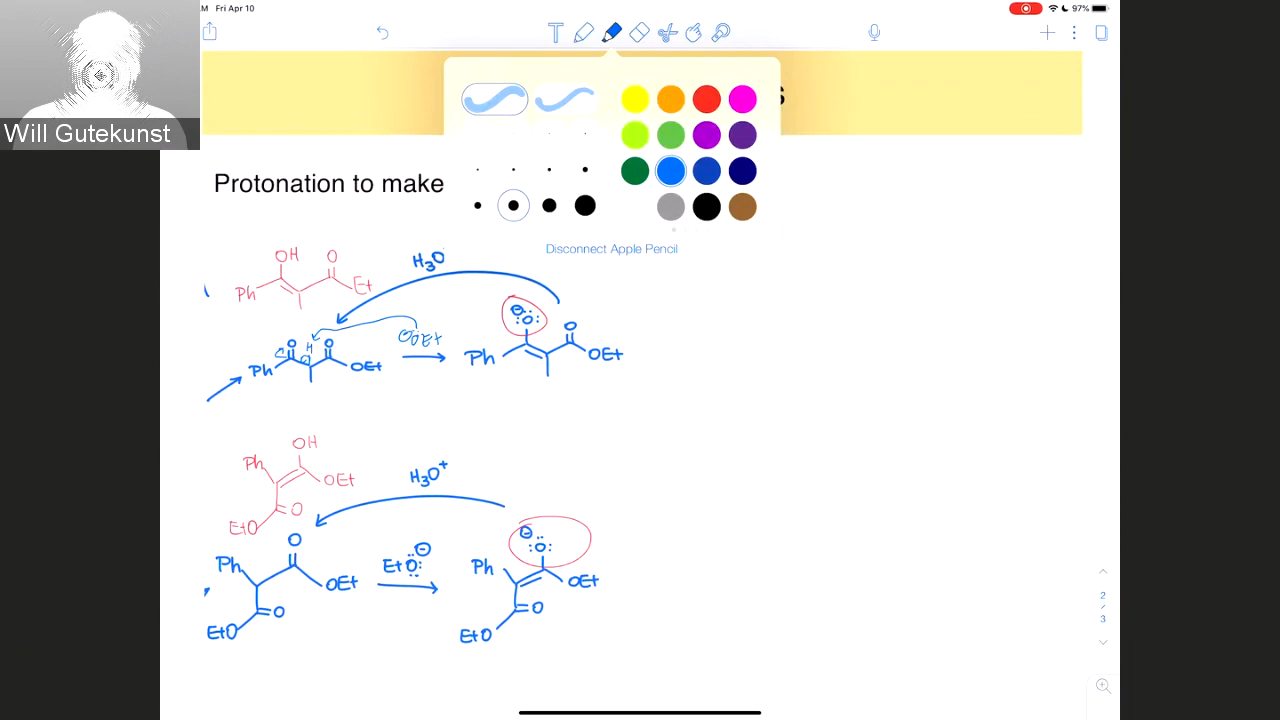 M Fri Apr 10
97%
Will Gutekunst
T
s
Protonation to make
Disconnect Apple Pencil
OH O
Ph Et
H3O
O H O
Ph OEt
⊖OEt
⊖
:O:
O
Ph OEt
OH
Ph OEt
O
EtO
H3O+
O
Ph OEt
O
EtO
EtO ⊖
⊖
:O:
Ph OEt
O
EtO
2
/
3